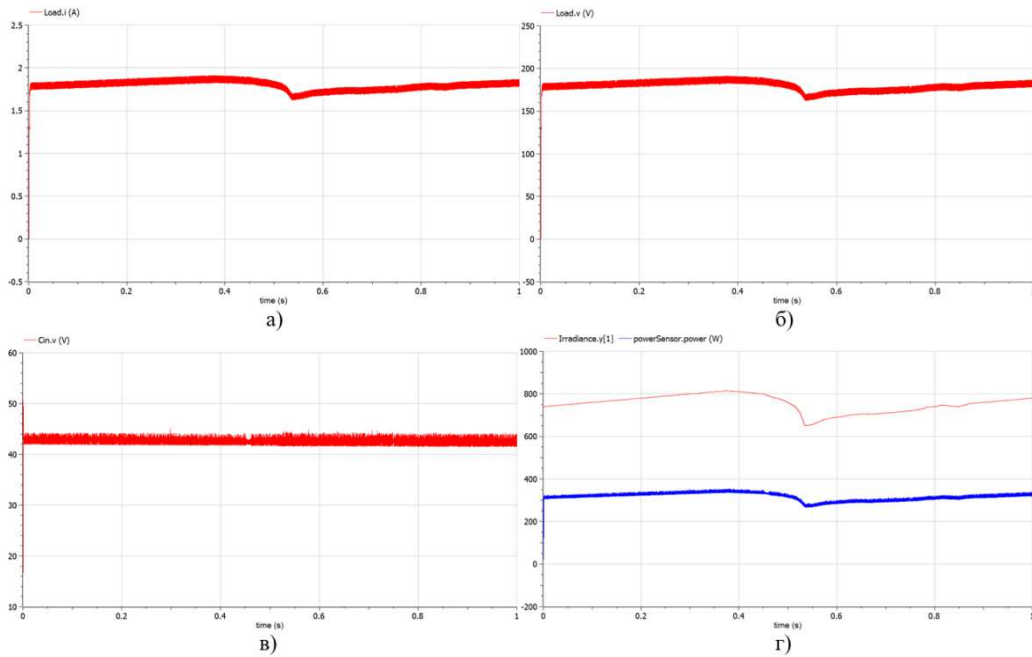 Load.i (A)
2.5
2
1.5
1
0.5
0
-0.5
0 0.2 0.4 0.6 0.8 1
time (s)
а)
Load.v (V)
250
200
150
100
50
0
-50
0 0.2 0.4 0.6 0.8
time (s)
б)
Cin.v (V)
60
50
40
30
20
10
0 0.2 0.4 0.6 0.8 1
time (s)
в)
Irradiance.y[1] powerSensor.power (W)
1000
800
600
400
200
0
-200
0 0.2 0.4 0.6 0.8 1
time (s)
г)